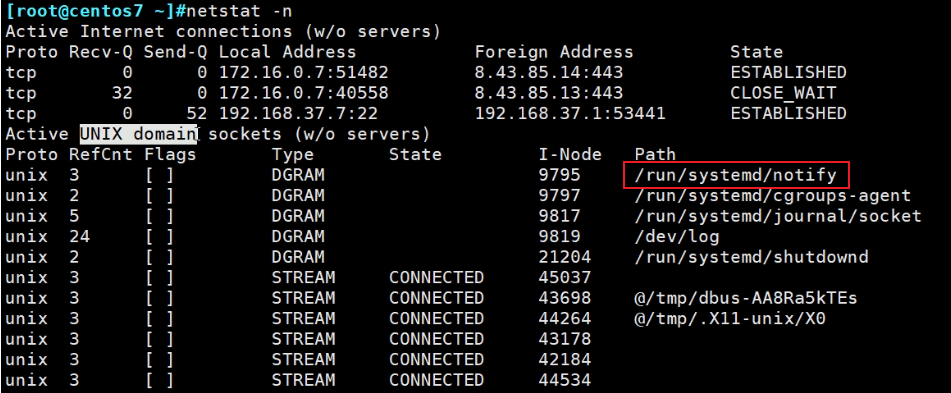 [root@centos7 ~]#netstat -n
Active Internet connections (w/o servers)
Proto Recv-Q Send-Q Local Address           Foreign Address         State
tcp        0      0 172.16.0.7:51482        8.43.85.14:443          ESTABLISHED
tcp       32      0 172.16.0.7:40558        8.43.85.13:443          CLOSE_WAIT
tcp        0     52 192.168.37.7:22         192.168.37.1:53441      ESTABLISHED
Active UNIX domain sockets (w/o servers)
Proto RefCnt Flags       Type       State         I-Node   Path
unix  3      [ ]         DGRAM                    9795     /run/systemd/notify
unix  2      [ ]         DGRAM                    9797     /run/systemd/cgroups-agent
unix  5      [ ]         DGRAM                    9817     /run/systemd/journal/socket
unix  24     [ ]         DGRAM                    9819     /dev/log
unix  2      [ ]         DGRAM                    21204    /run/systemd/shutdownd
unix  3      [ ]         STREAM     CONNECTED     45037
unix  3      [ ]         STREAM     CONNECTED     43698    @/tmp/dbus-AA8Ra5kTEs
unix  3      [ ]         STREAM     CONNECTED     44264    @/tmp/.X11-unix/X0
unix  3      [ ]         STREAM     CONNECTED     43178
unix  3      [ ]         STREAM     CONNECTED     42184
unix  3      [ ]         STREAM     CONNECTED     44534